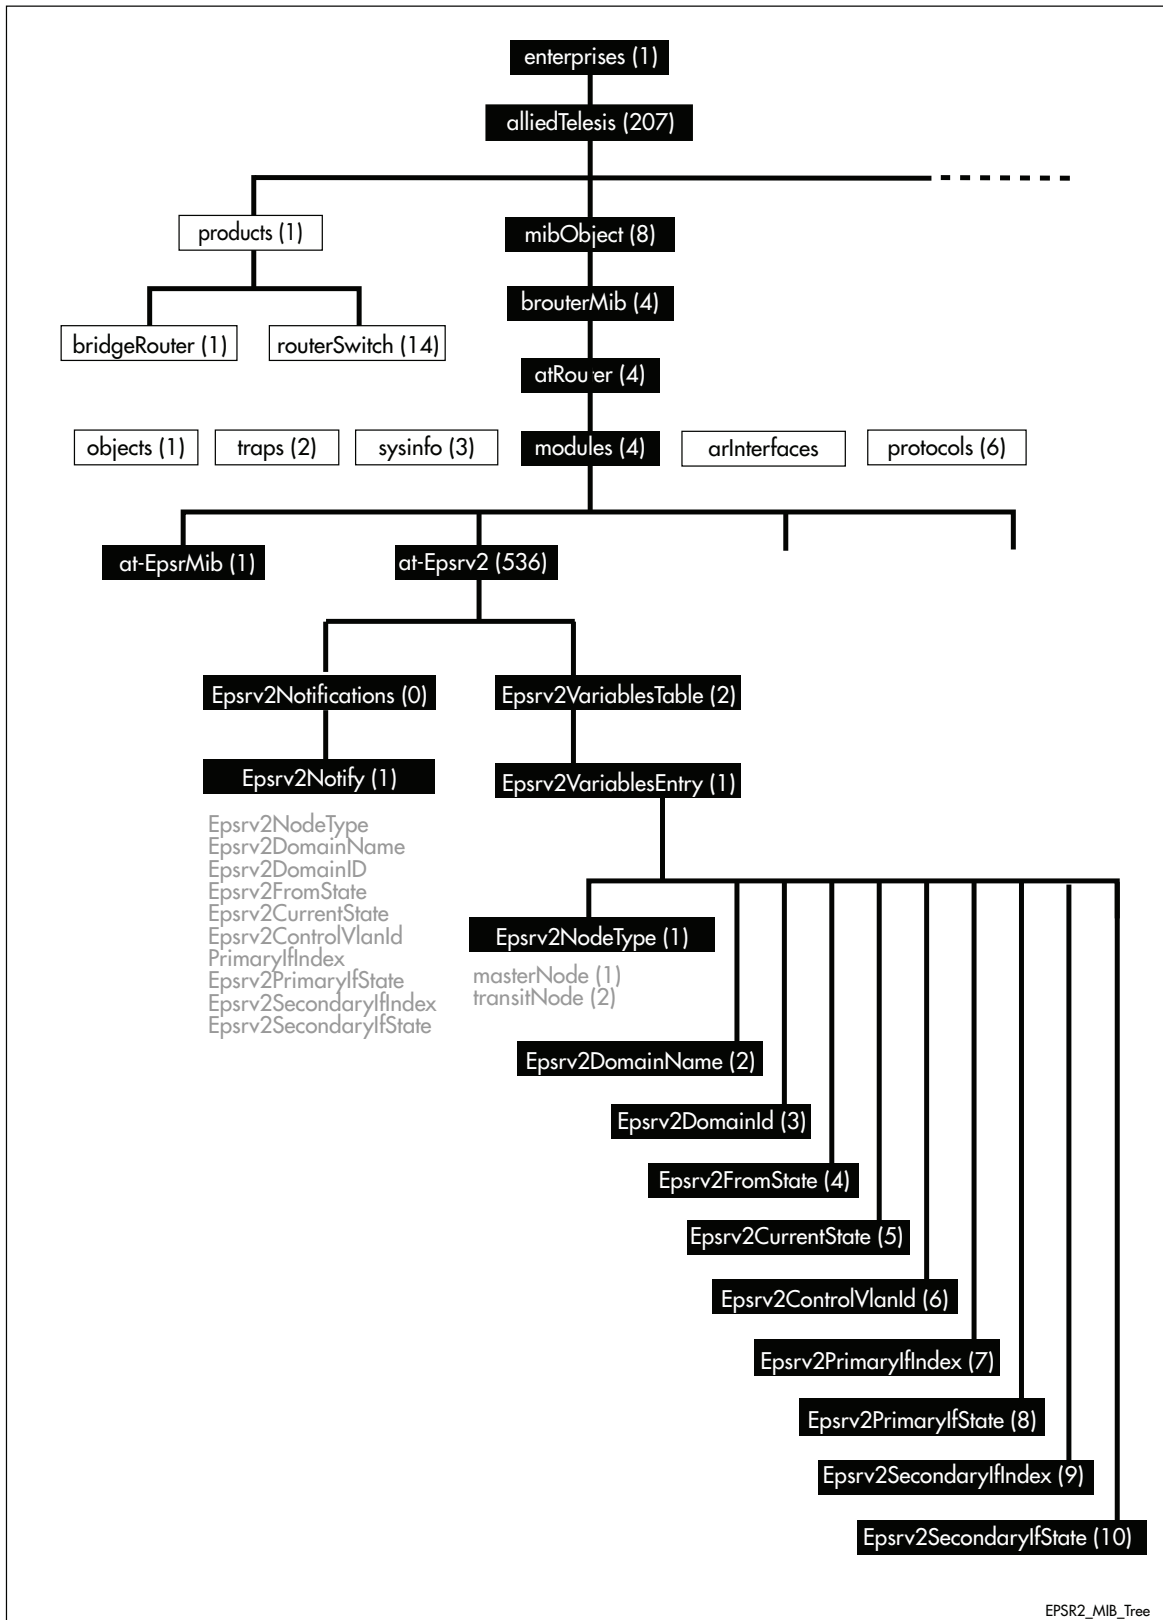 enterprises (1)
alliedTelesis (207)
products (1)
mibObject (8)
brouterMib (4)
bridgeRouter (1)
routerSwitch (14)
atRouter (4)
objects (1)
traps (2)
sysinfo (3)
modules (4)
arInterfaces
protocols (6)
at-EpsrMib (1)
at-Epsrv2 (536)
Epsrv2Notifications (0)
Epsrv2VariablesTable (2)
Epsrv2Notify (1)
Epsrv2VariablesEntry (1)
Epsrv2NodeType
Epsrv2DomainName
Epsrv2DomainID
Epsrv2FromState
Epsrv2CurrentState
Epsrv2ControlVlanId
PrimaryIfIndex
Epsrv2PrimaryIfState
Epsrv2SecondaryIfIndex
Epsrv2SecondaryIfState
Epsrv2NodeType (1)
masterNode (1)
transitNode (2)
Epsrv2DomainName (2)
Epsrv2DomainId (3)
Epsrv2FromState (4)
Epsrv2CurrentState (5)
Epsrv2ControlVlanId (6)
Epsrv2PrimaryIfIndex (7)
Epsrv2PrimaryIfState (8)
Epsrv2SecondaryIfIndex (9)
Epsrv2SecondaryIfState (10)
EPSR2_MIB_Tree